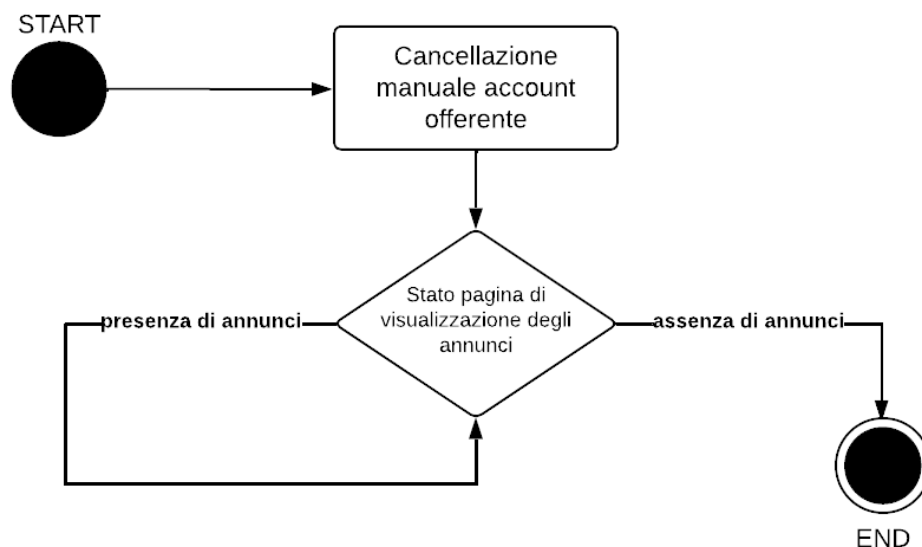 START
Cancellazione
manuale account
offerente
Stato pagina di
visualizzazione degli
annunci
presenza di annunci
assenza di annunci
END